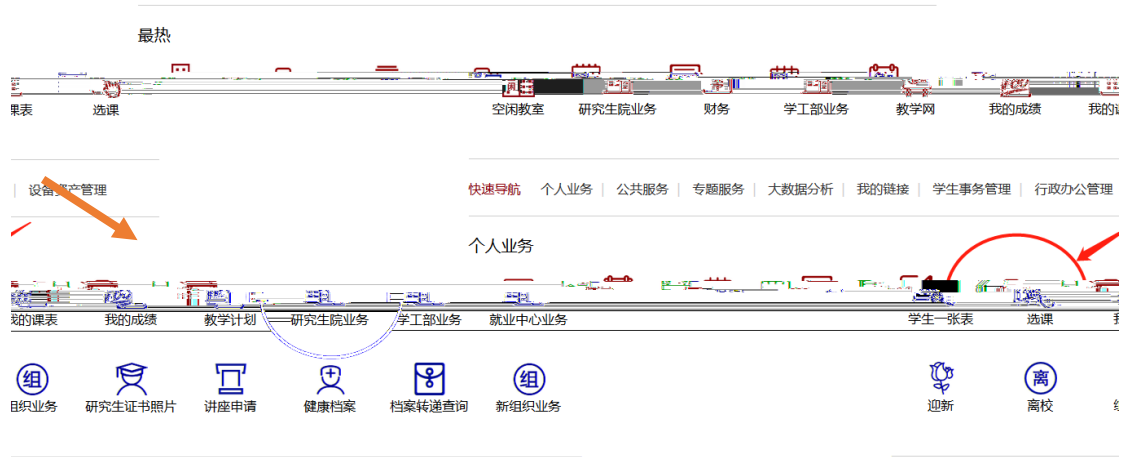 最热
课表 选课 空闲教室 研究生院业务 财务 学工部业务 教学网 我的成绩 我的
设备资产管理 快速导航 个人业务 公共服务 专题服务 大数据分析 我的链接 学生事务管理 行政办公管理
个人业务
我的课表 我的成绩 教学计划 研究生院业务 学工部业务 就业中心业务 学生一张表 选课
组 组 离
组织业务 研究生证书照片 讲座申请 健康档案 档案转递查询 新组织业务 迎新 离校